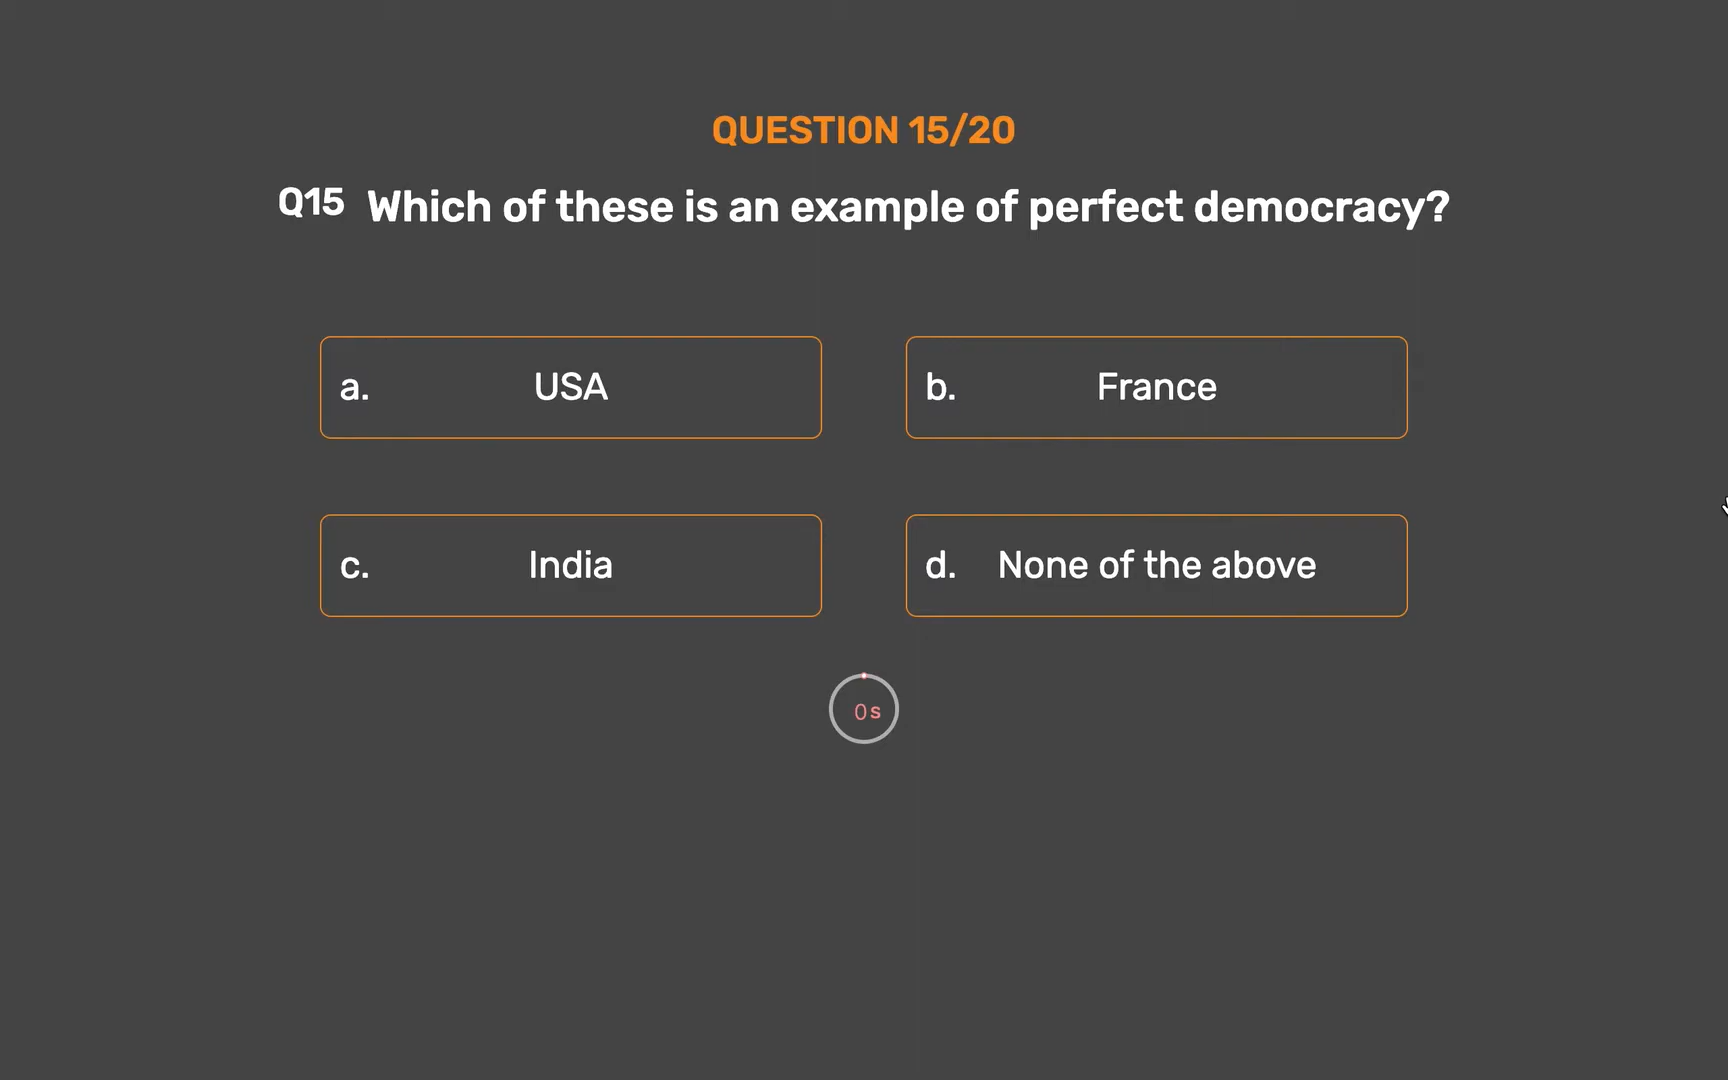 QUESTION 15/20
Q15 Which of these is an example of perfect democracy?
a. USA
b. France
c. India
d. None of the above
0s